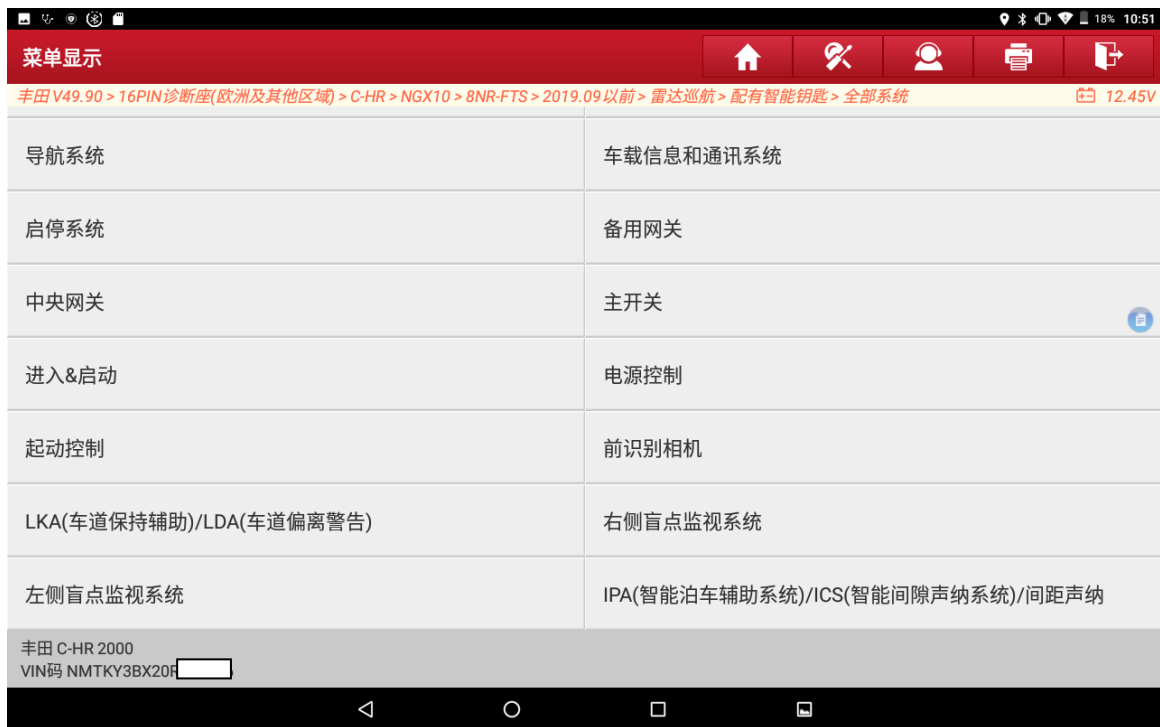 18% 10:51
菜单显示
丰田 V49.90 > 16PIN诊断座(欧洲及其他区域) > C-HR > NGX10 > 8NR-FTS > 2019.09以前 > 雷达巡航 > 配有智能钥匙 > 全部系统 12.45V
导航系统 车载信息和通讯系统
启停系统 备用网关
中央网关 主开关
进入&启动 电源控制
起动控制 前识别相机
LKA(车道保持辅助)/LDA(车道偏离警告) 右侧盲点监视系统
左侧盲点监视系统 IPA(智能泊车辅助系统)/ICS(智能间隙声纳系统)/间距声纳
丰田 C-HR 2000
VIN码 NMTKY3BX20R